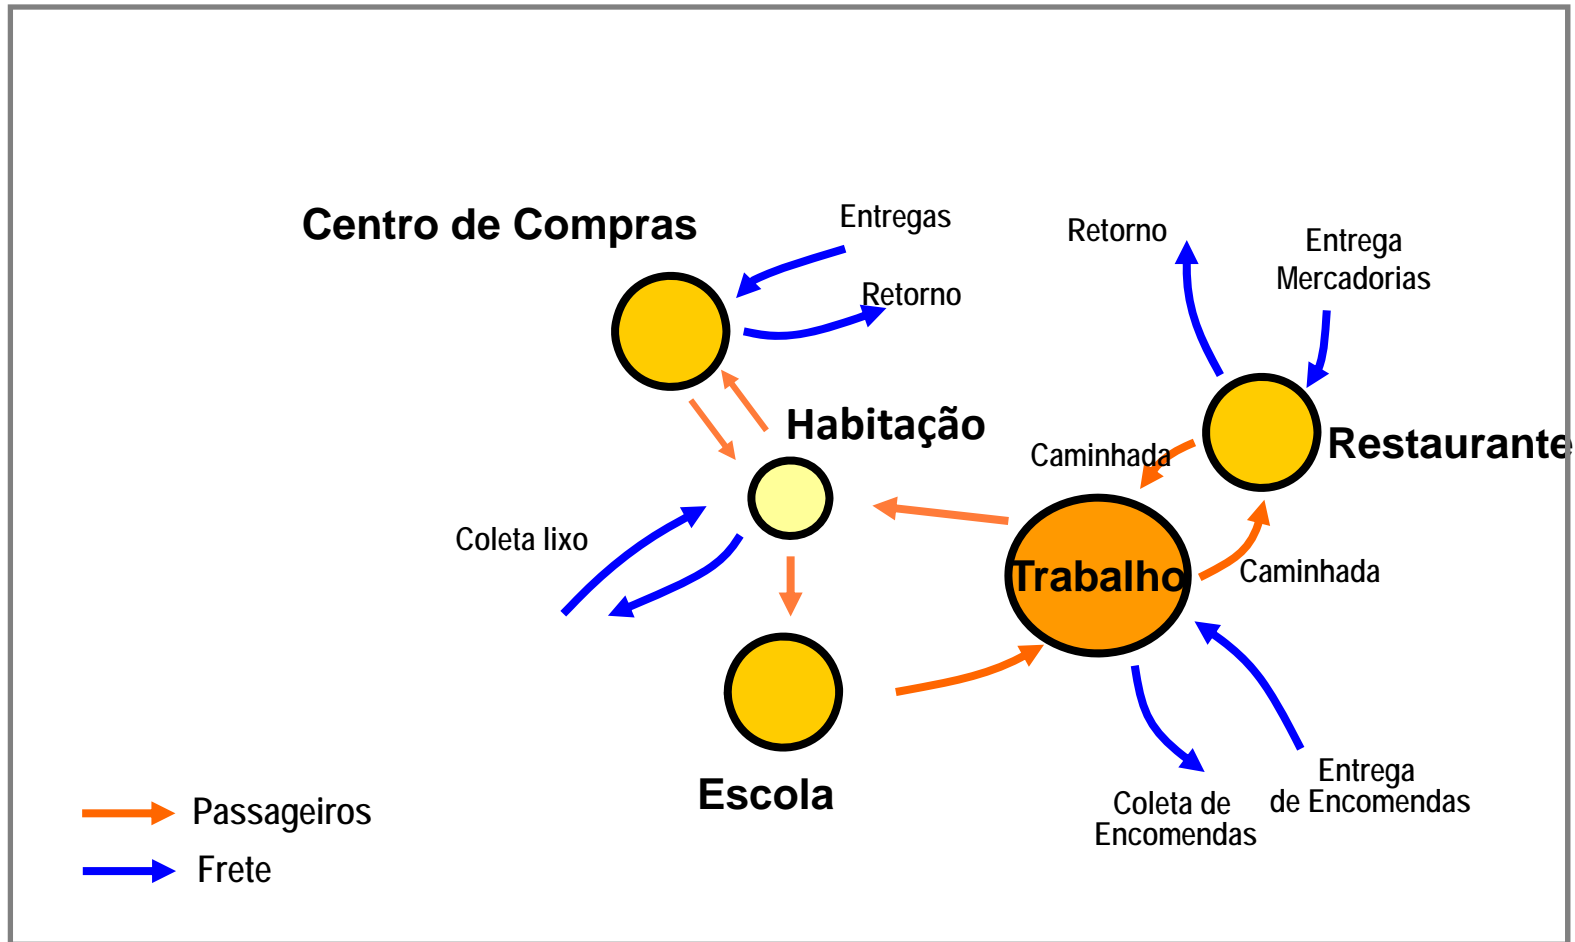 Centro de Compras
Entregas
Retorno
Retorno
Entrega
Mercadorias
Habitação
Restaurante
Caminhada
Coleta lixo
Trabalho
Caminhada
Escola
Entrega
de Encomendas
Coleta de
Encomendas
Passageiros
Frete